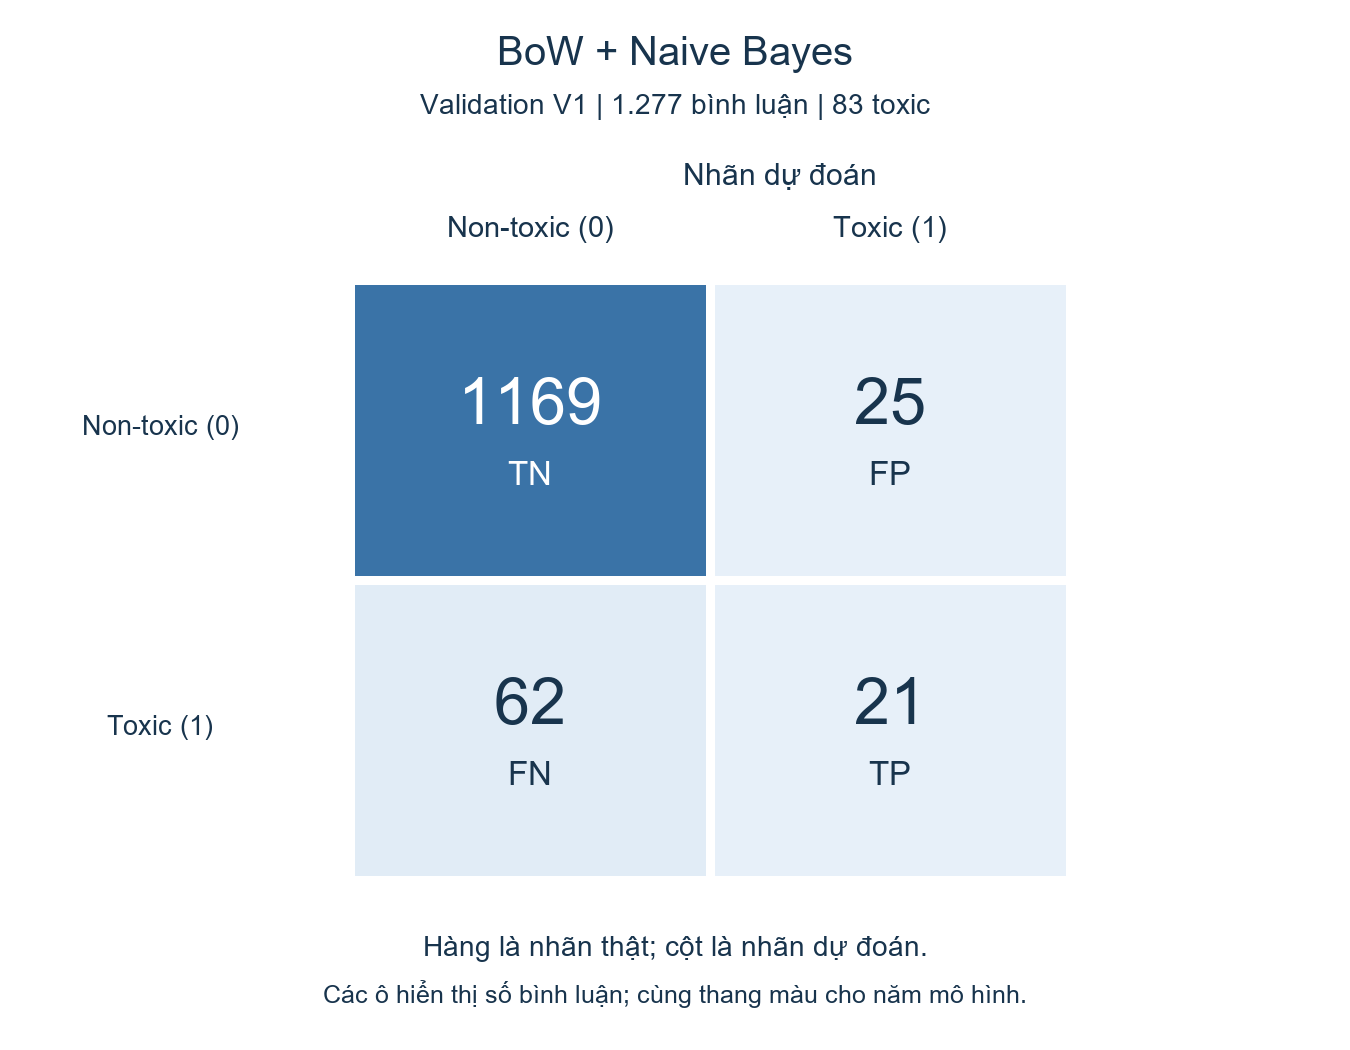 BoW + Naive Bayes
Validation V1 | 1.277 bình luận | 83 toxic
Nhãn dự đoán
Non-toxic (0) Toxic (1)
Non-toxic (0)
1169 25
TN FP
Toxic (1)
62 21
FN TP
Hàng là nhãn thật; cột là nhãn dự đoán.
Các ô hiển thị số bình luận; cùng thang màu cho năm mô hình.